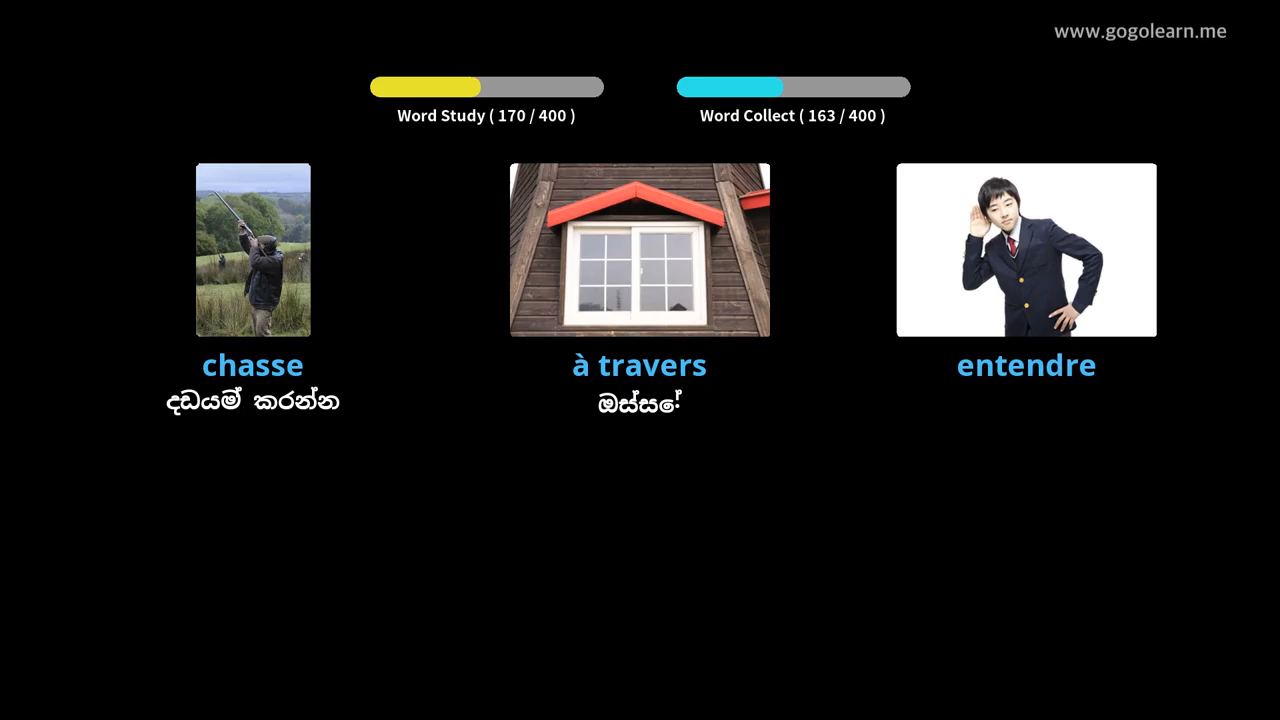 www.gogolearn.me
Word Study ( 170 / 400 )
Word Collect ( 163 / 400 )
chasse
දඩයම් කරන්න
à travers
ඔස්සේ
entendre